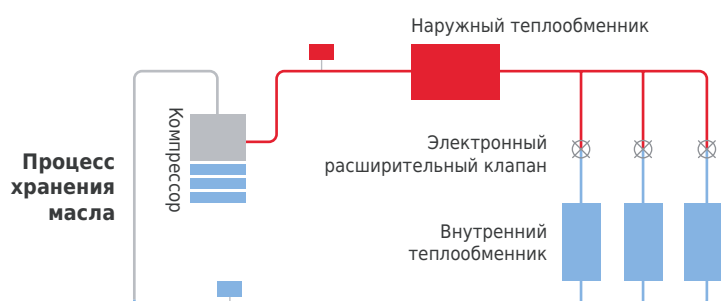 Наружный теплообменник
Компрессор
Электронный
расширительный клапан
Процесс
хранения
масла
Внутренний
теплообменник